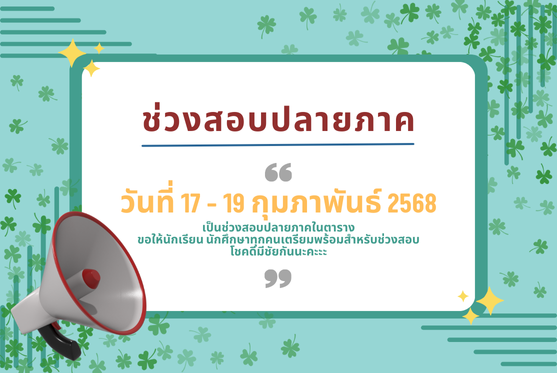 ช่วงสอบปลายภาค
วันที่ 17 - 19 กุมภาพันธ์ 2568
เป็นช่วงสอบปลายภาคในตาราง
ขอให้นักเรียน นักศึกษาทุกคนเตรียมพร้อมสำหรับช่วงสอบ
โชคดีมีชัยกันนะคะะะ